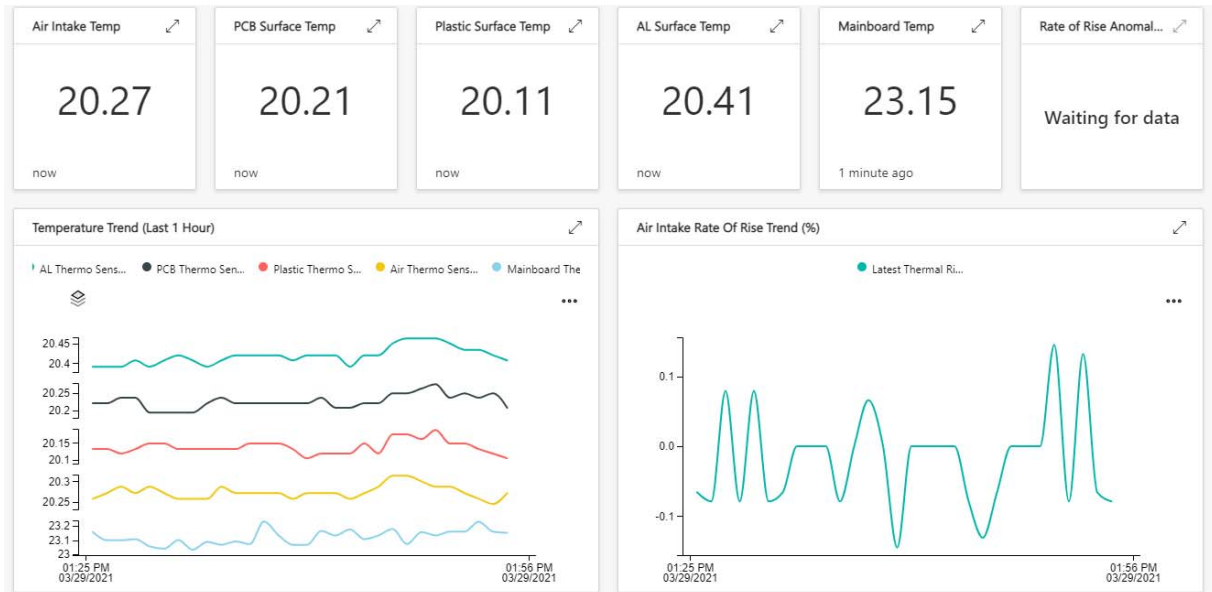 Air Intake Temp
PCB Surface Temp
Plastic Surface Temp
AL Surface Temp
Mainboard Temp
Rate of Rise Anomal...
20.27
20.21
20.11
20.41
23.15
Waiting for data
now
now
now
now
1 minute ago
Temperature Trend (Last 1 Hour)
AL Thermo Sens...
PCB Thermo Sen...
Plastic Thermo S...
Air Thermo Sens...
Mainboard The
20.45
20.4
20.25
20.2
20.15
20.1
20.3
20.25
23.2
23.1
23
01:25 PM
03/29/2021
01:56 PM
03/29/2021
Air Intake Rate Of Rise Trend (%)
Latest Thermal Ri...
0.1
0.0
-0.1
01:25 PM
03/29/2021
01:56 PM
03/29/2021